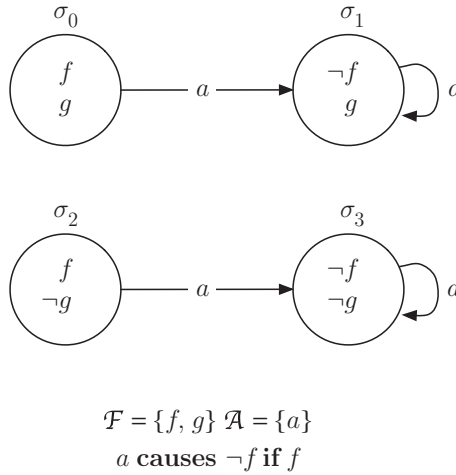 σ₀ σ₁
f ¬f
a a
g g
σ₂ σ₃
f ¬f
a a
¬g ¬g
ℱ = {f, g} 𝒜 = {a}
a causes ¬f if f